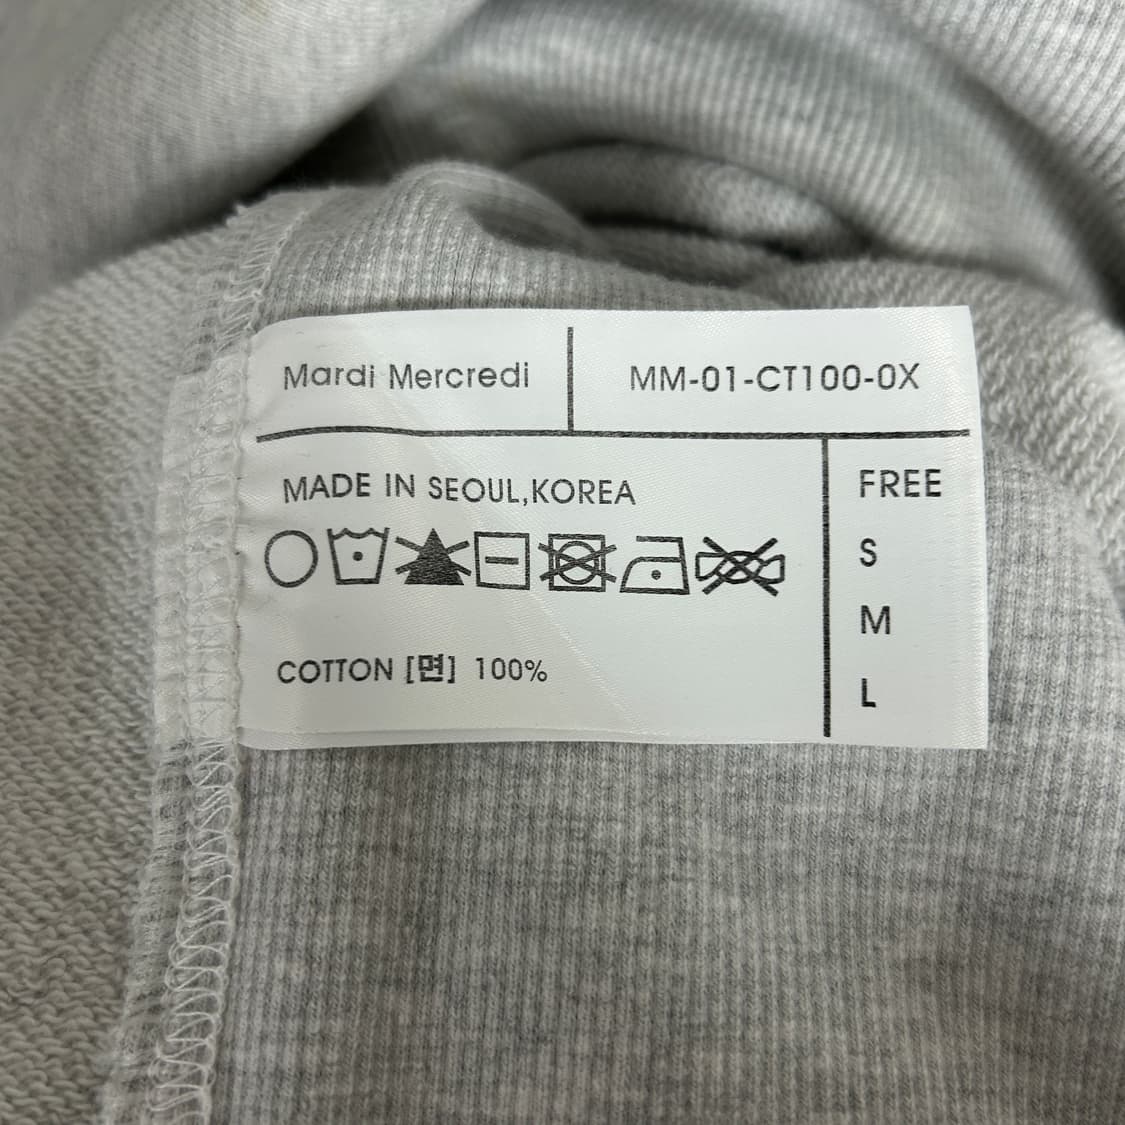 Mardi Mercredi
MM-01-CT100-0X
MADE IN SEOUL,KOREA
COTTON [면] 100%
FREE
S
M
L